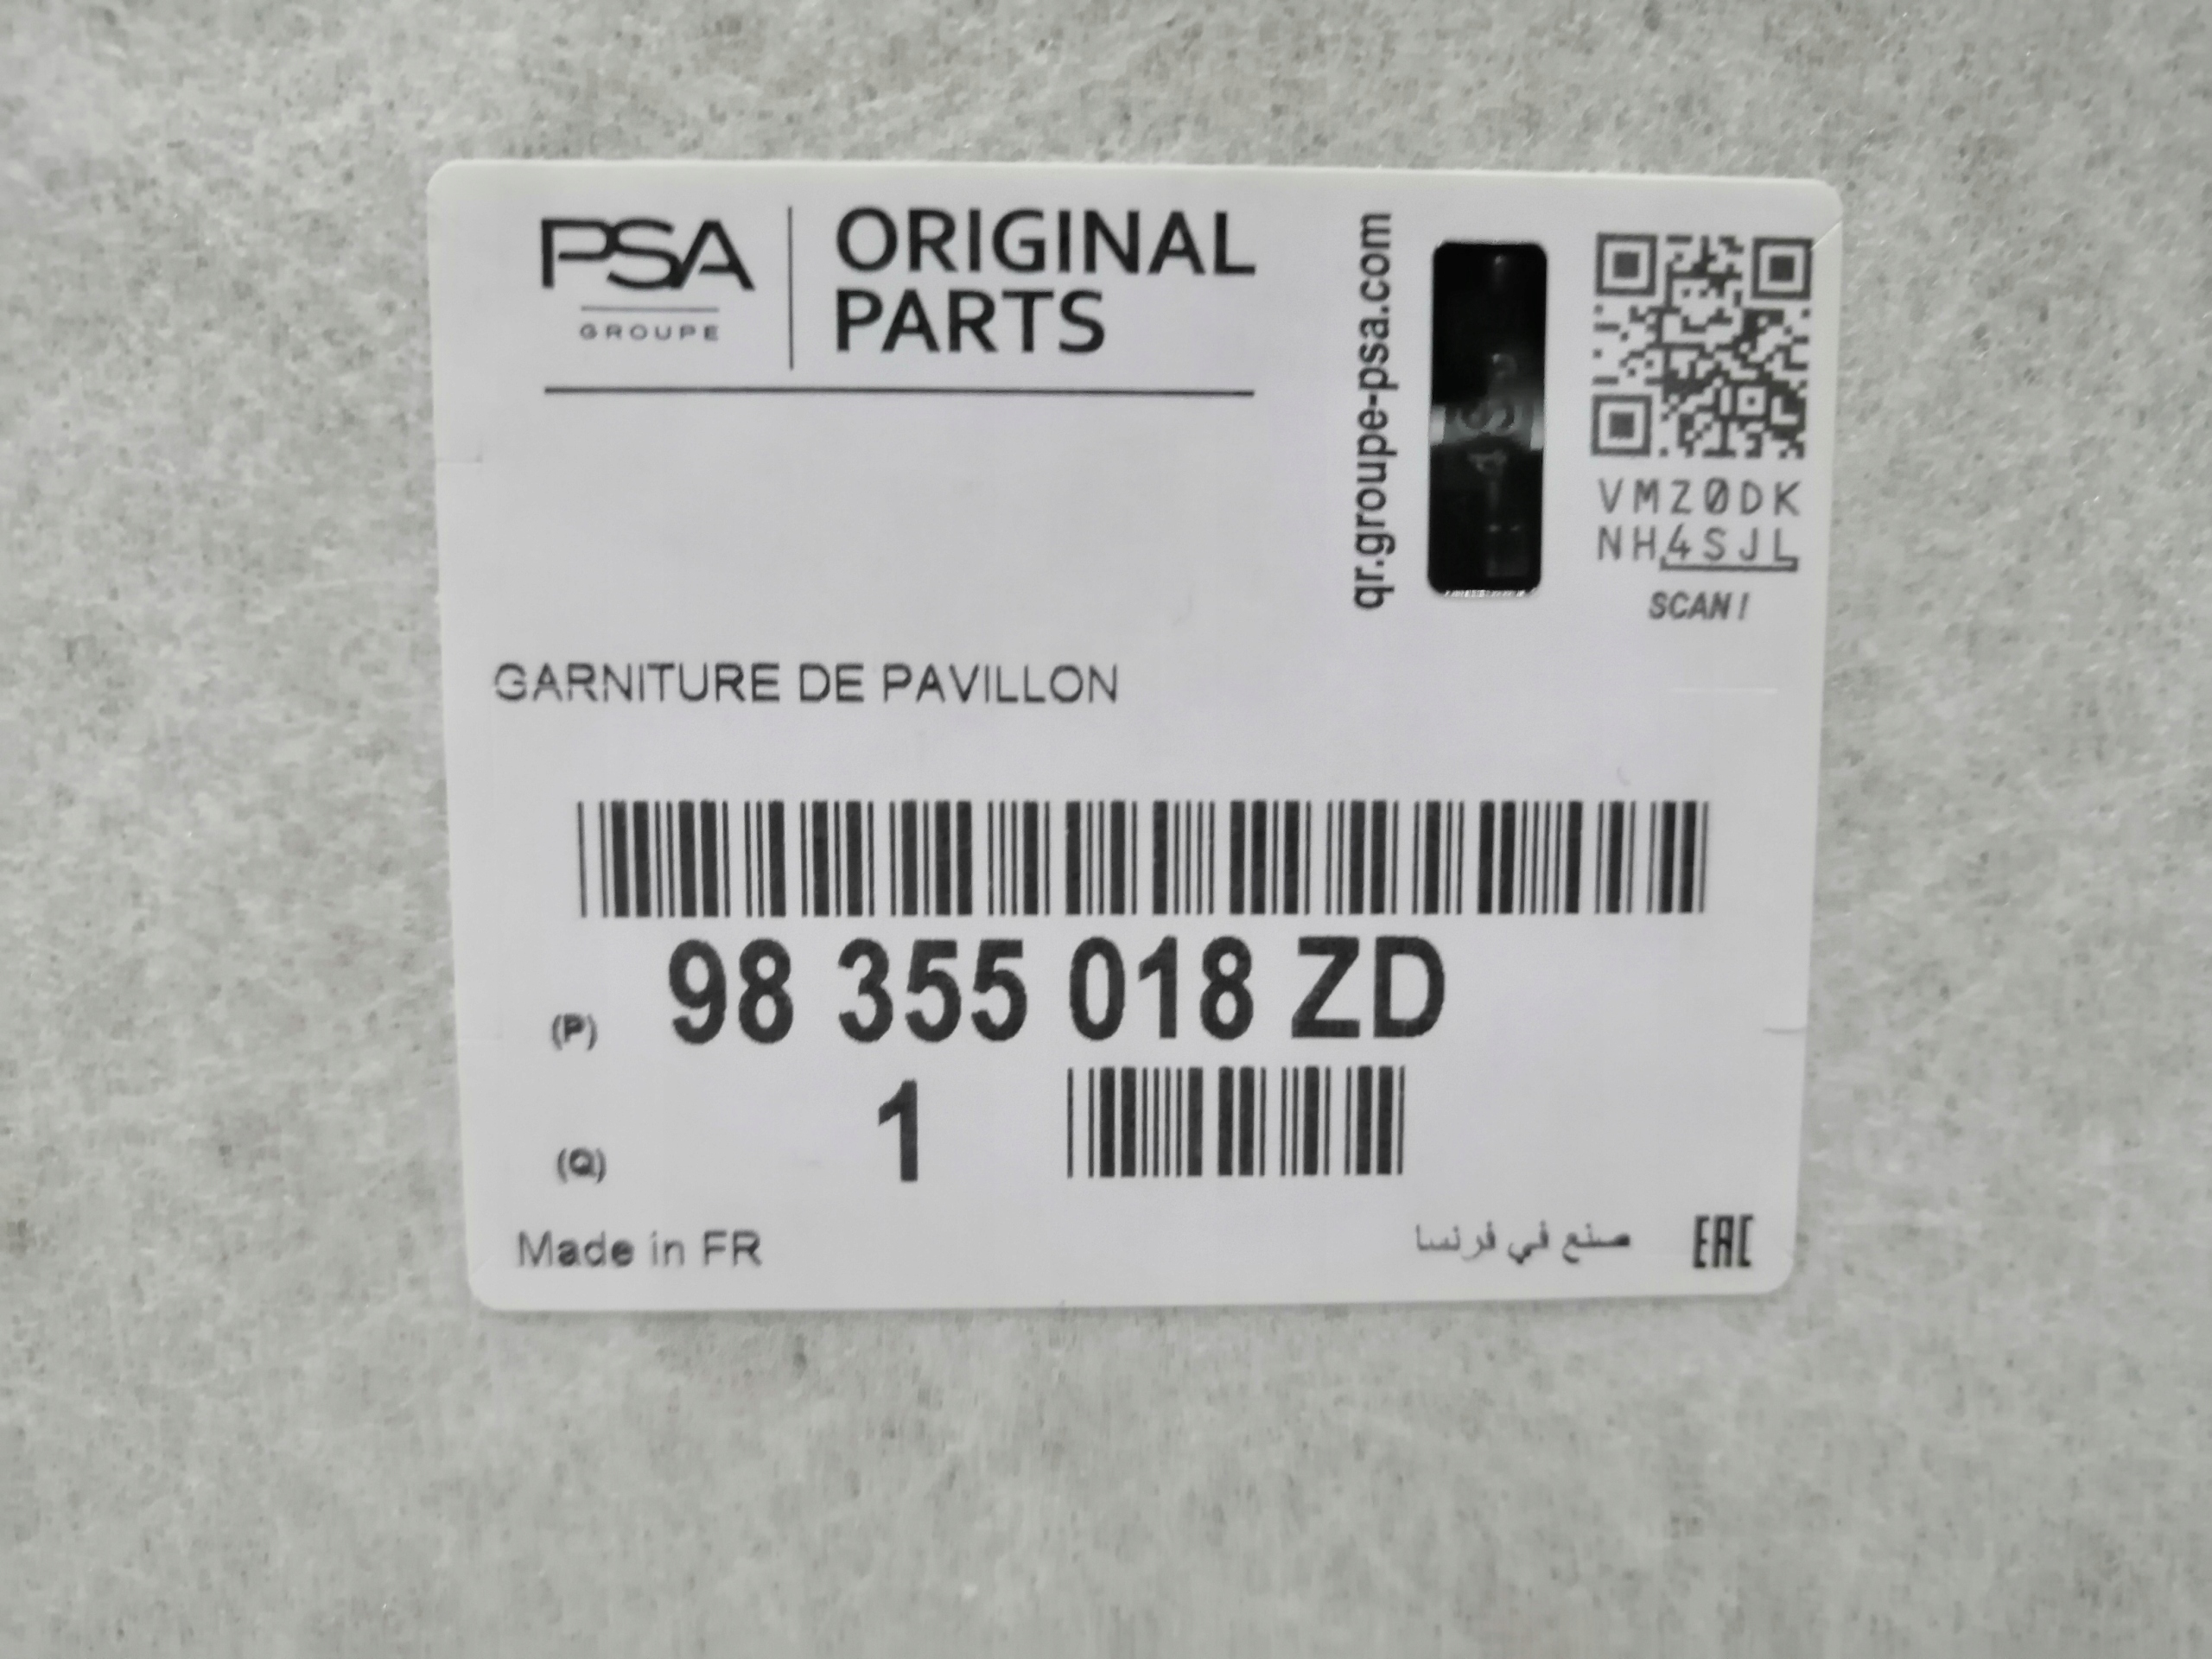 PSA
GROUPE
ORIGINAL
PARTS
qr.groupe-psa.com
VMZ0DK
NH4SJL
SCAN!
GARNITURE DE PAVILLON
(P) 98 355 018 ZD
(Q) 1
Made in FR
صنع في فرنسا
EAC